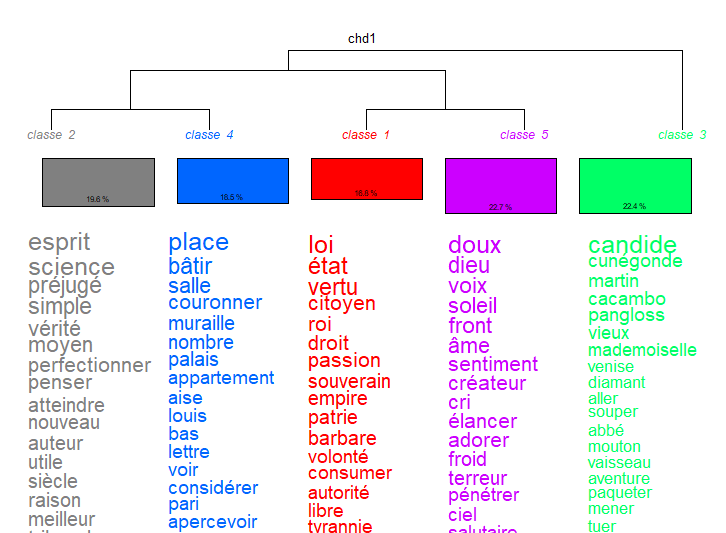 chd1
classe 2
classe 4
classe 1
classe 5
classe 3
19.6 %
18.5 %
22.7 %
22.4 %
esprit
science
préjugé
simple
vérité
moyen
perfectionner
penser
atteindre
nouveau
auteur
utile
siècle
raison
meilleur
place
bâtir
salle
couronner
muraille
nombre
palais
appartement
aise
louis
bas
lettre
voir
considérer
pari
apercevoir
loi
état
vertu
citoyen
roi
droit
passion
souverain
empire
patrie
barbare
volonté
consumer
autorité
libre
tyrannie
doux
dieu
voix
soleil
front
âme
sentiment
créateur
cri
élancer
adorer
froid
terreur
pénétrer
ciel
salutaire
candide
cunégonde
martin
cacambo
pangloss
vieux
mademoiselle
venise
diamant
aller
souper
abbé
mouton
vaisseau
aventure
paqueter
mener
tuer